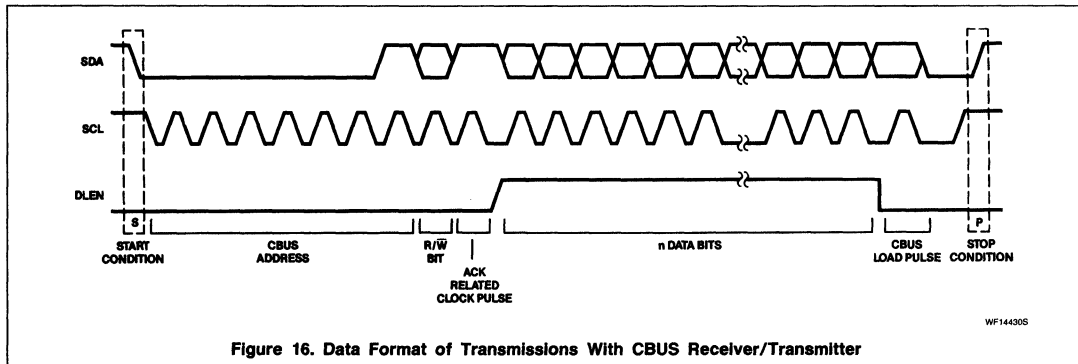 SDA
SCL
DLEN
S
P
START
CONDITION
CBUS
ADDRESS
R/W̅
BIT
ACK
RELATED
CLOCK PULSE
n DATA BITS
CBUS
LOAD PULSE
STOP
CONDITION
WF14430S
Figure 16. Data Format of Transmissions With CBUS Receiver/Transmitter